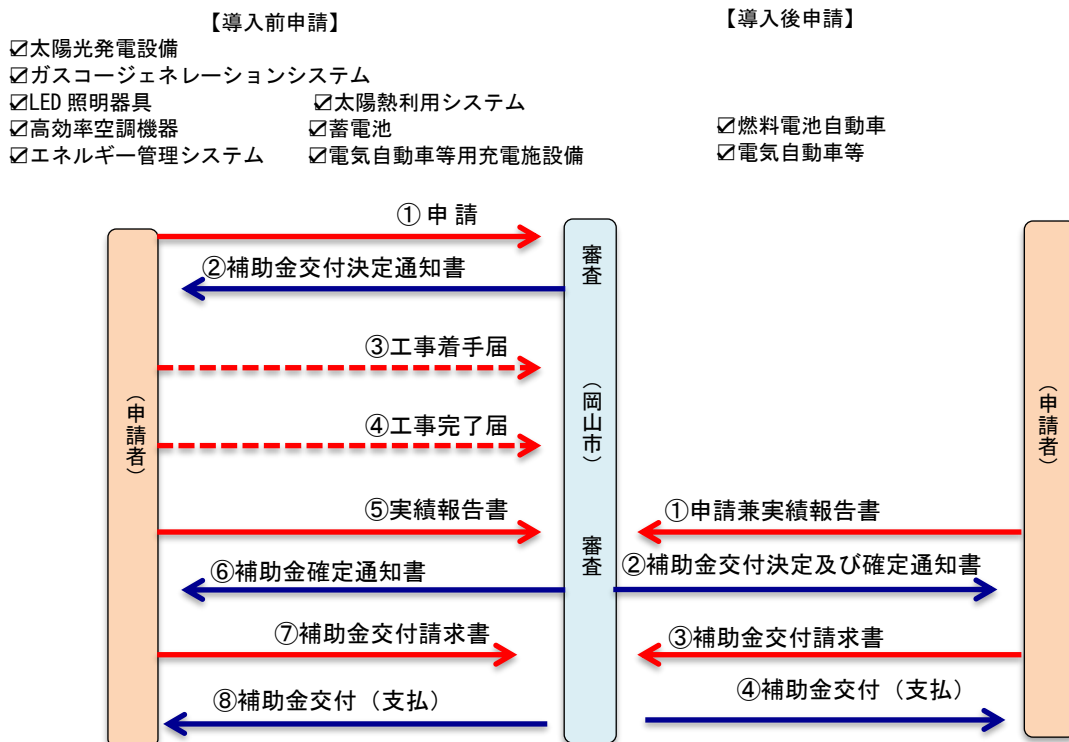 【導入前申請】
【導入後申請】
☑太陽光発電設備
☑ガスコージェネレーションシステム
☑LED 照明器具
☑太陽熱利用システム
☑高効率空調機器
☑蓄電池
☑エネルギー管理システム
☑電気自動車等用充電施設備
☑燃料電池自動車
☑電気自動車等
①申請
②補助金交付決定通知書
③工事着手届
④工事完了届
⑤実績報告書
⑥補助金確定通知書
⑦補助金交付請求書
⑧補助金交付（支払）
（申請者）
審査
（岡山市）
審査
①申請兼実績報告書
②補助金交付決定及び確定通知書
③補助金交付請求書
④補助金交付（支払）
（申請者）